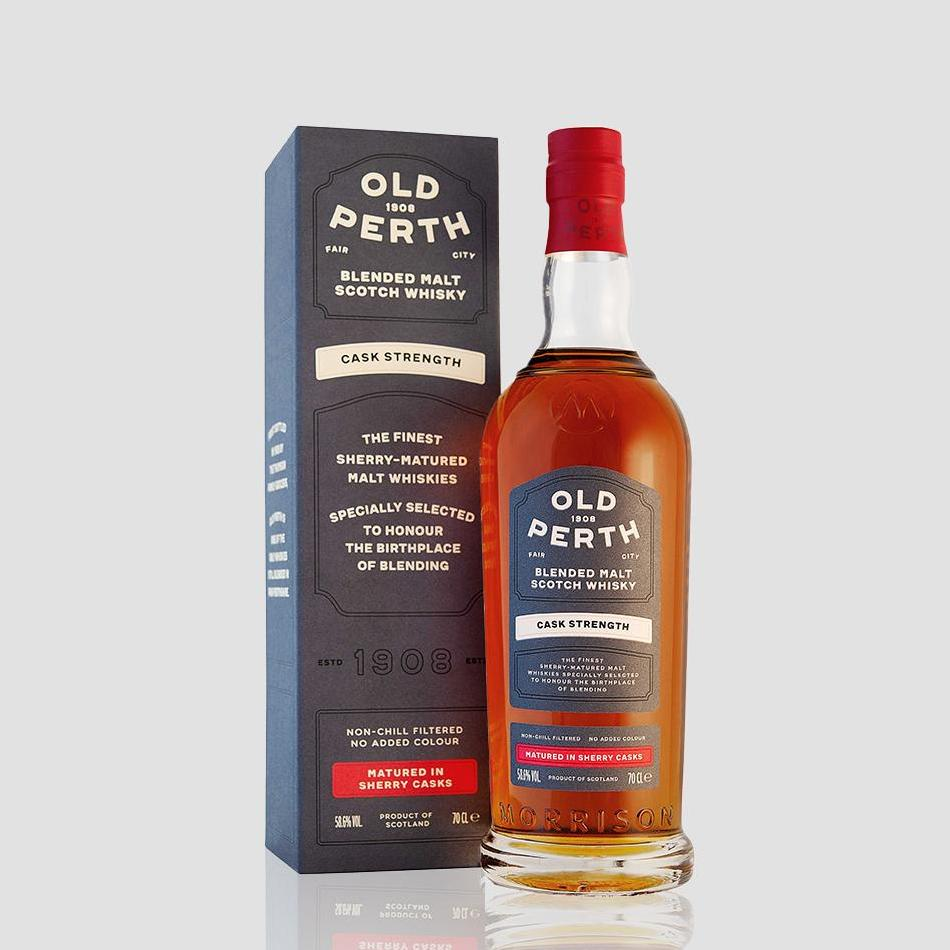 OLD
1908
PERTH
FAIR CITY
BLENDED MALT
SCOTCH WHISKY
CASK STRENGTH
THE FINEST
SHERRY-MATURED
MALT WHISKIES
SPECIALLY SELECTED
TO HONOUR
THE BIRTHPLACE
OF BLENDING
ESTD 1908
NON-CHILL FILTERED
NO ADDED COLOUR
MATURED IN
SHERRY CASKS
58.6% VOL. PRODUCT OF SCOTLAND 70 CL e
OLD
1908
PERTH
FAIR CITY
BLENDED MALT
SCOTCH WHISKY
CASK STRENGTH
THE FINEST
SHERRY-MATURED MALT
WHISKIES SPECIALLY SELECTED
TO HONOUR THE BIRTHPLACE
OF BLENDING
NON-CHILL FILTERED NO ADDED COLOUR
MATURED IN SHERRY CASKS
58.6% VOL. PRODUCT OF SCOTLAND 70 CL e
MORRISON